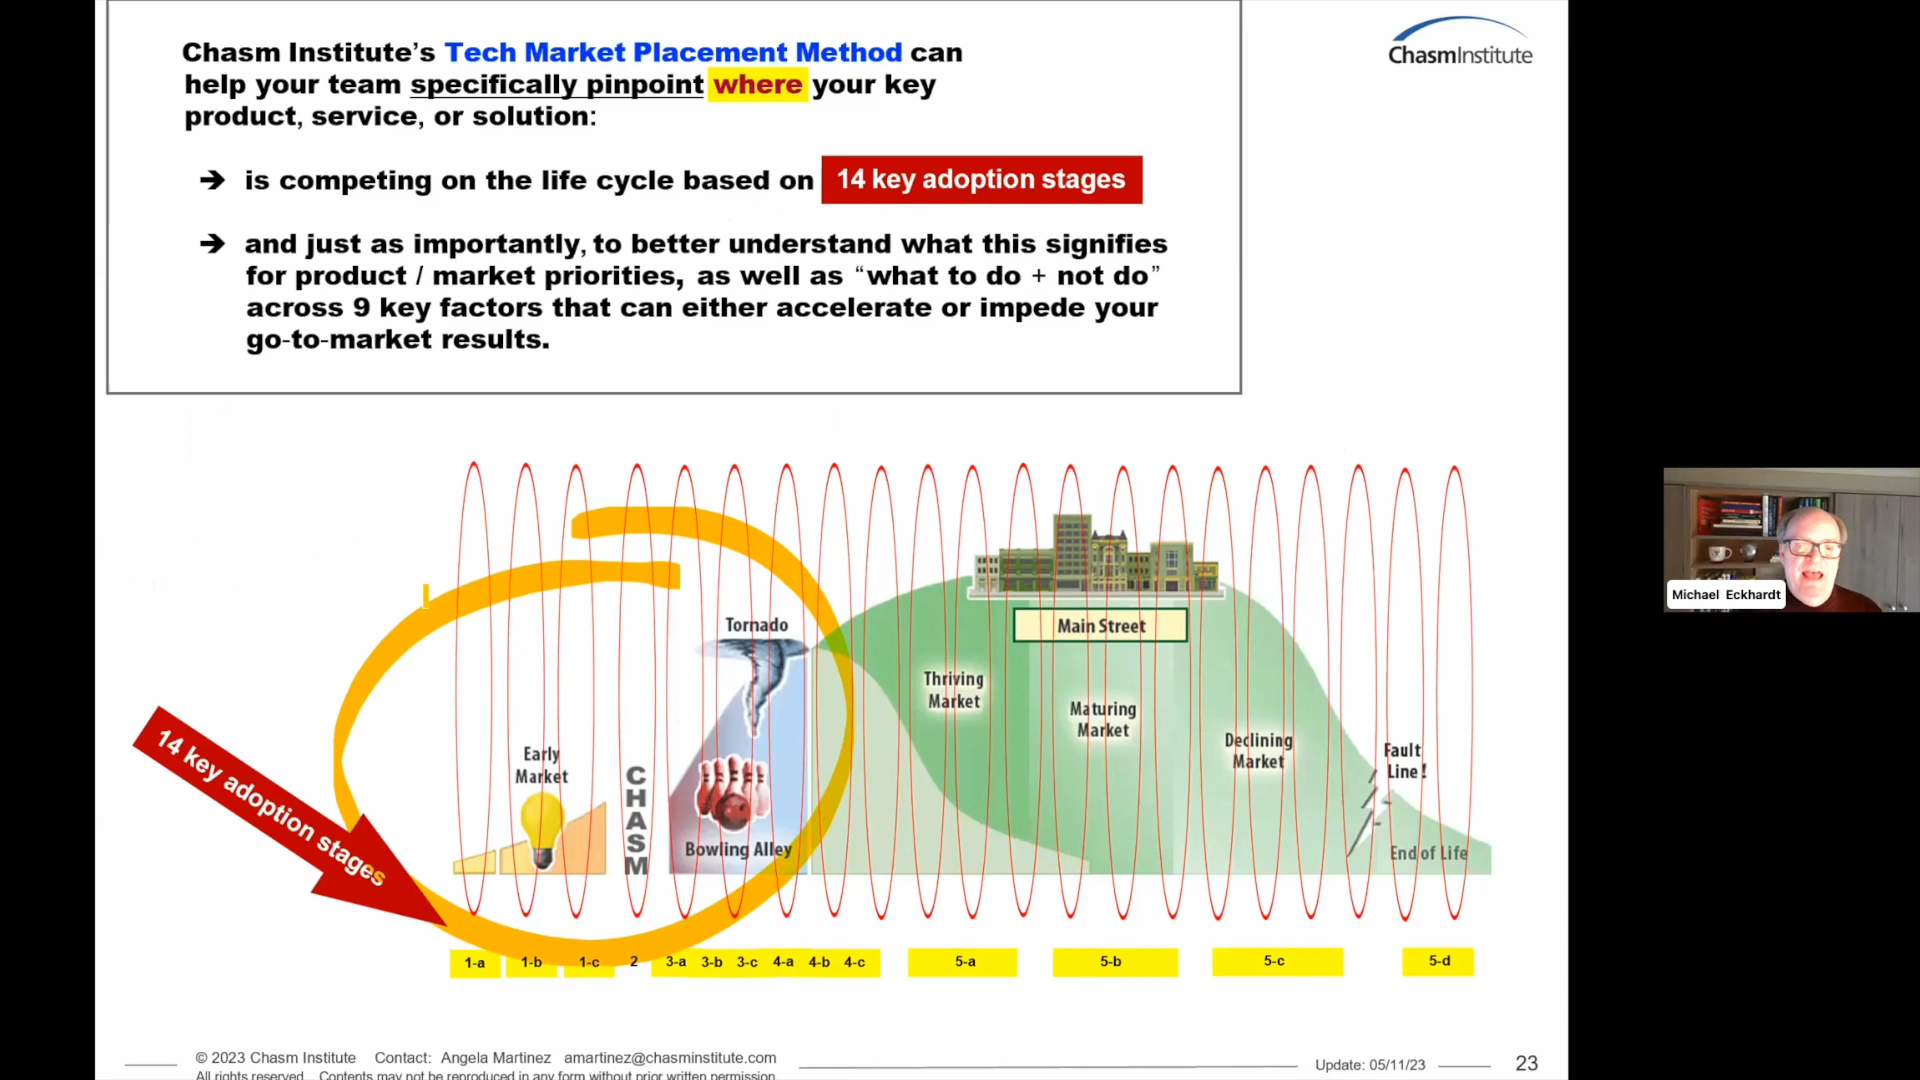 Chasm Institute's Tech Market Placement Method can
help your team specifically pinpoint where your key
product, service, or solution:
➔ is competing on the life cycle based on 14 key adoption stages
➔ and just as importantly, to better understand what this signifies
for product / market priorities, as well as “what to do + not do”
across 9 key factors that can either accelerate or impede your
go-to-market results.
ChasmInstitute
Michael Eckhardt
Tornado
Main Street
Thriving
Market
Maturing
Market
Declining
Market
Fault
Line!
Early
Market
CHASM
Bowling Alley
End of Life
14 key adoption stages
1-a 1-b 1-c 2 3-a 3-b 3-c 4-a 4-b 4-c 5-a 5-b 5-c 5-d
© 2023 Chasm Institute Contact: Angela Martinez amartinez@chasminstitute.com
All rights reserved. Contents may not be reproduced in any form without prior written permission.
Update: 05/11/23
23